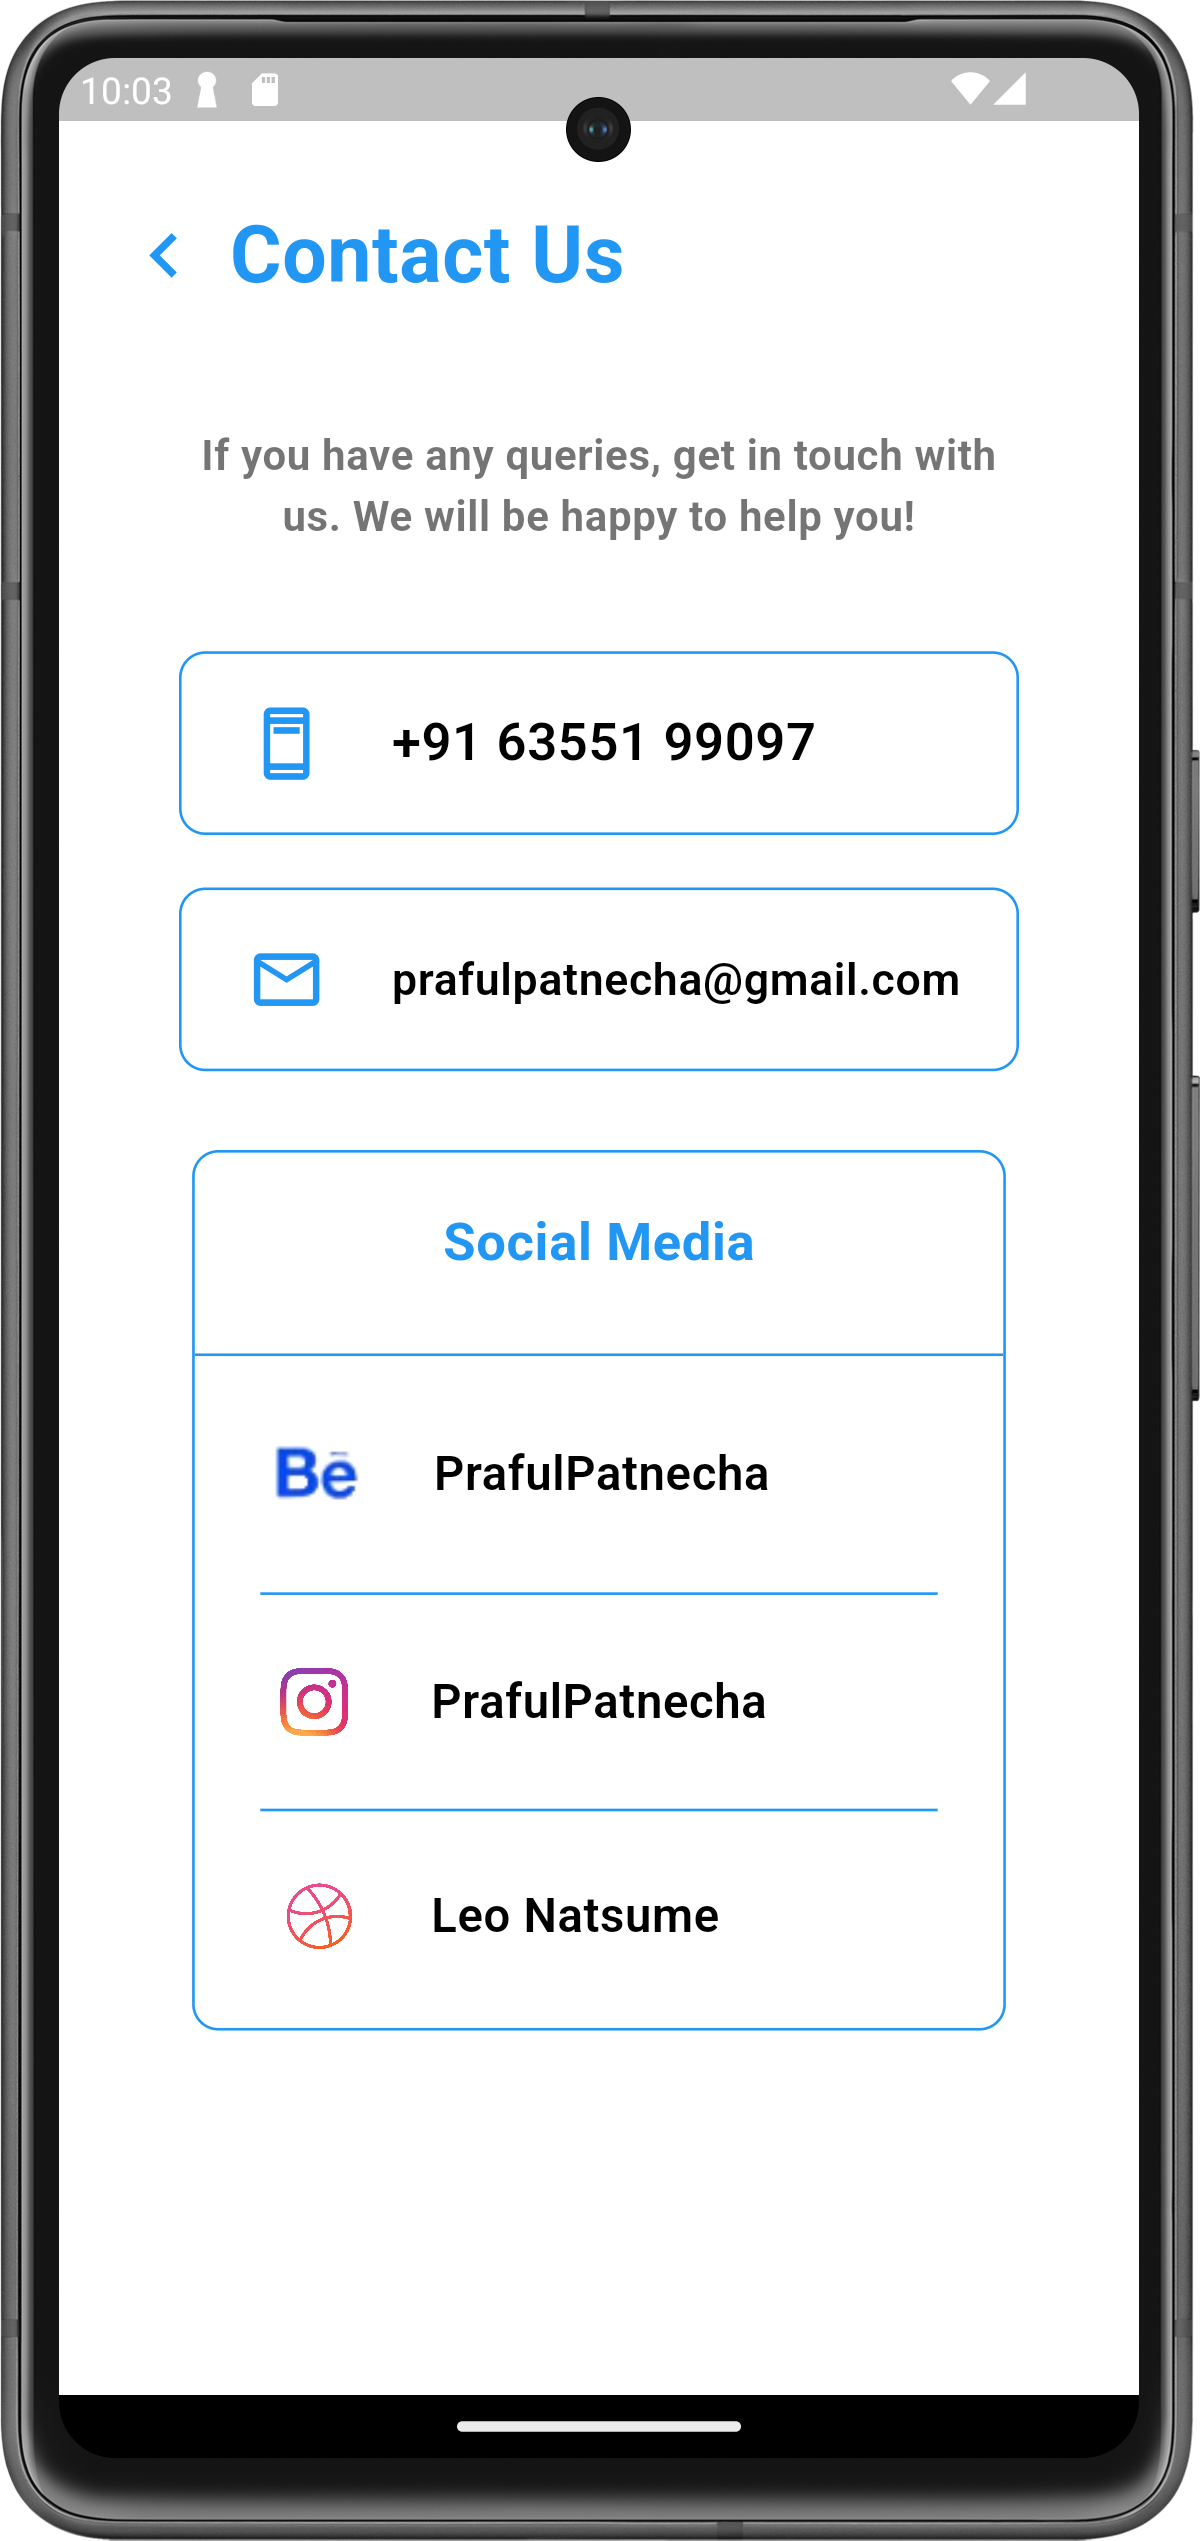 10:03
Contact Us
If you have any queries, get in touch with
us. We will be happy to help you!
+91 63551 99097
prafulpatnecha@gmail.com
Social Media
Bē PrafulPatnecha
PrafulPatnecha
Leo Natsume